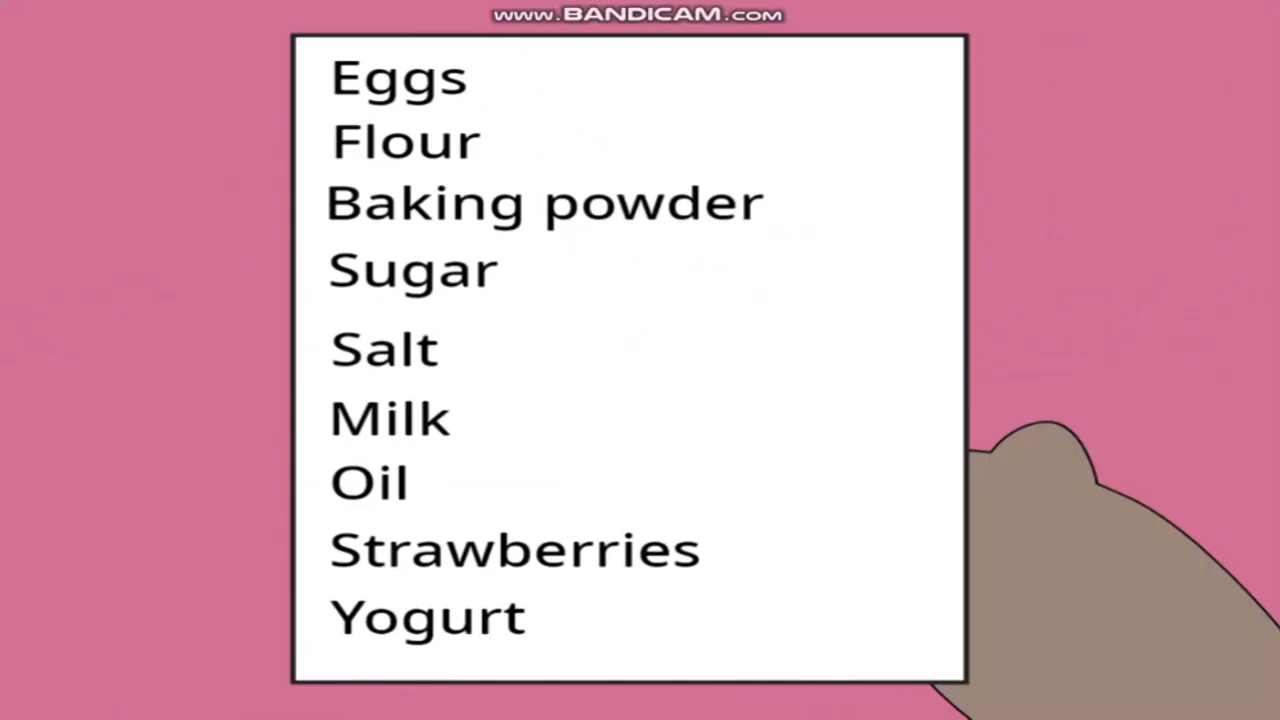 www.BANDICAM.com
Eggs
Flour
Baking powder
Sugar
Salt
Milk
Oil
Strawberries
Yogurt